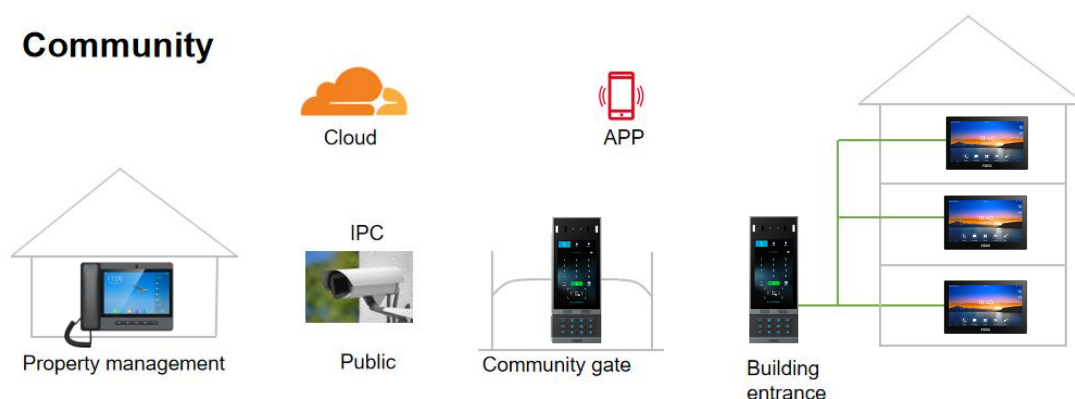 Community
Cloud
APP
IPC
Property management
Public
Community gate
Building
entrance